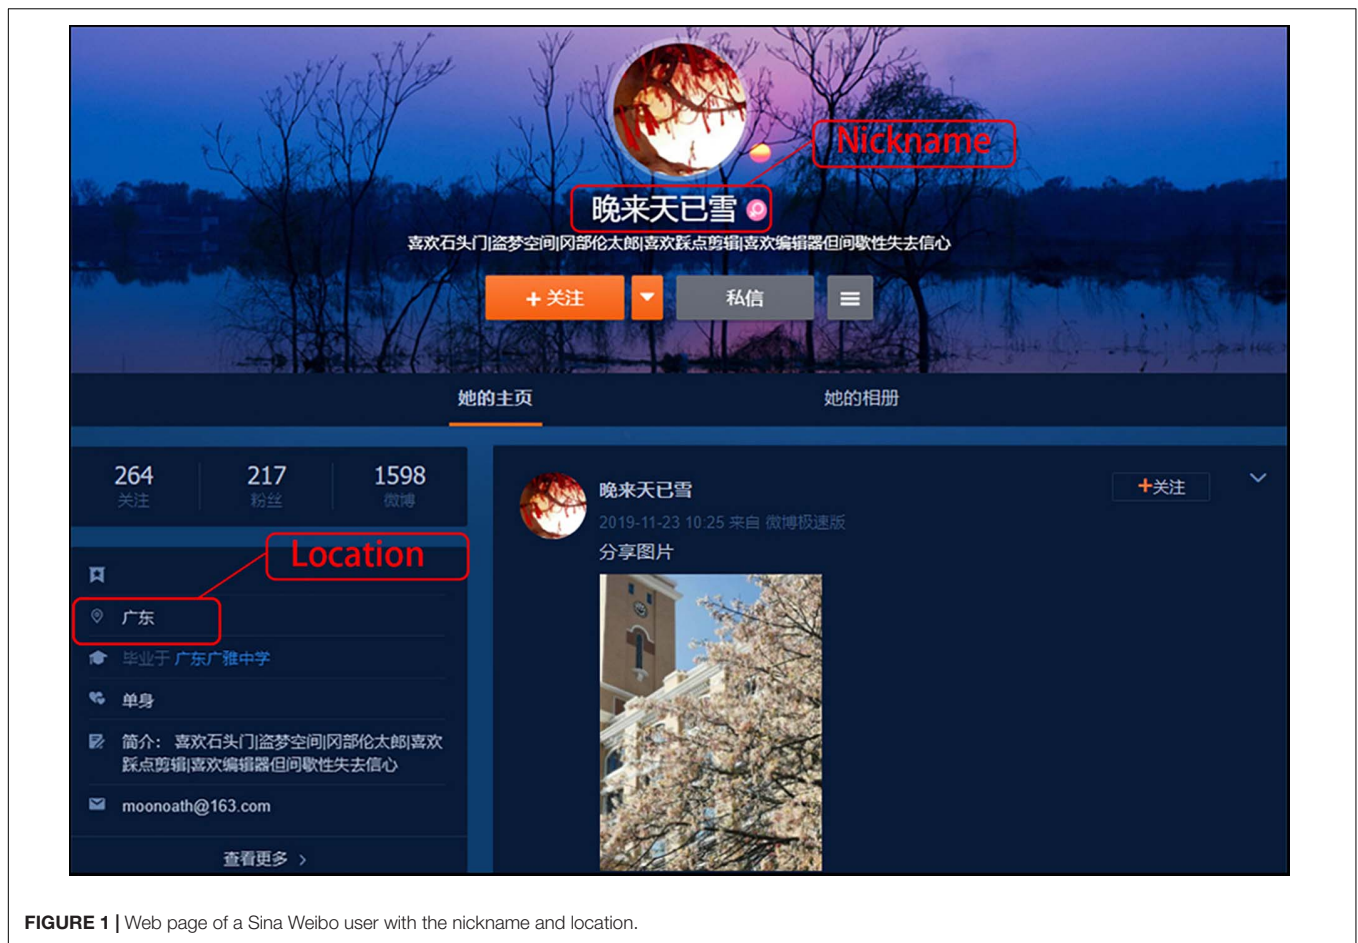 Nickname
晚来天已雪
喜欢石头门|盗梦空间|冈部伦太郎|喜欢踩点剪辑|喜欢编辑器但问歇性失去信心
+关注
私信
她的主页
她的相册
264
217
1598
关注
粉丝
微博
晚来天已雪
+关注
2019-11-23 10:25 来自 微博极速版
分享图片
Location
广东
毕业于 广东广雅中学
单身
简介： 喜欢石头门|盗梦空间|冈部伦太郎|喜欢
踩点剪辑|喜欢编辑器但问歇性失去信心
moonoath@163.com
查看更多 >
FIGURE 1 | Web page of a Sina Weibo user with the nickname and location.